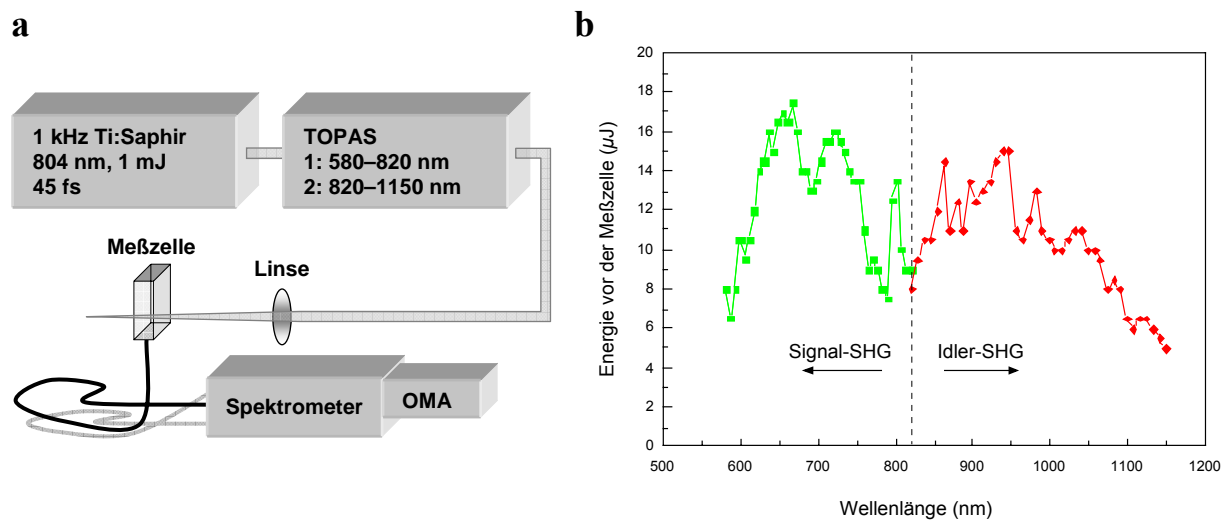 a
1 kHz Ti:Saphir
804 nm, 1 mJ
45 fs
TOPAS
1: 580–820 nm
2: 820–1150 nm
Meßzelle
Linse
Spektrometer
OMA
b
Energie vor der Meßzelle (µJ)
20
18
16
14
12
10
8
6
4
2
0
Signal-SHG
Idler-SHG
500
600
700
800
900
1000
1100
1200
Wellenlänge (nm)